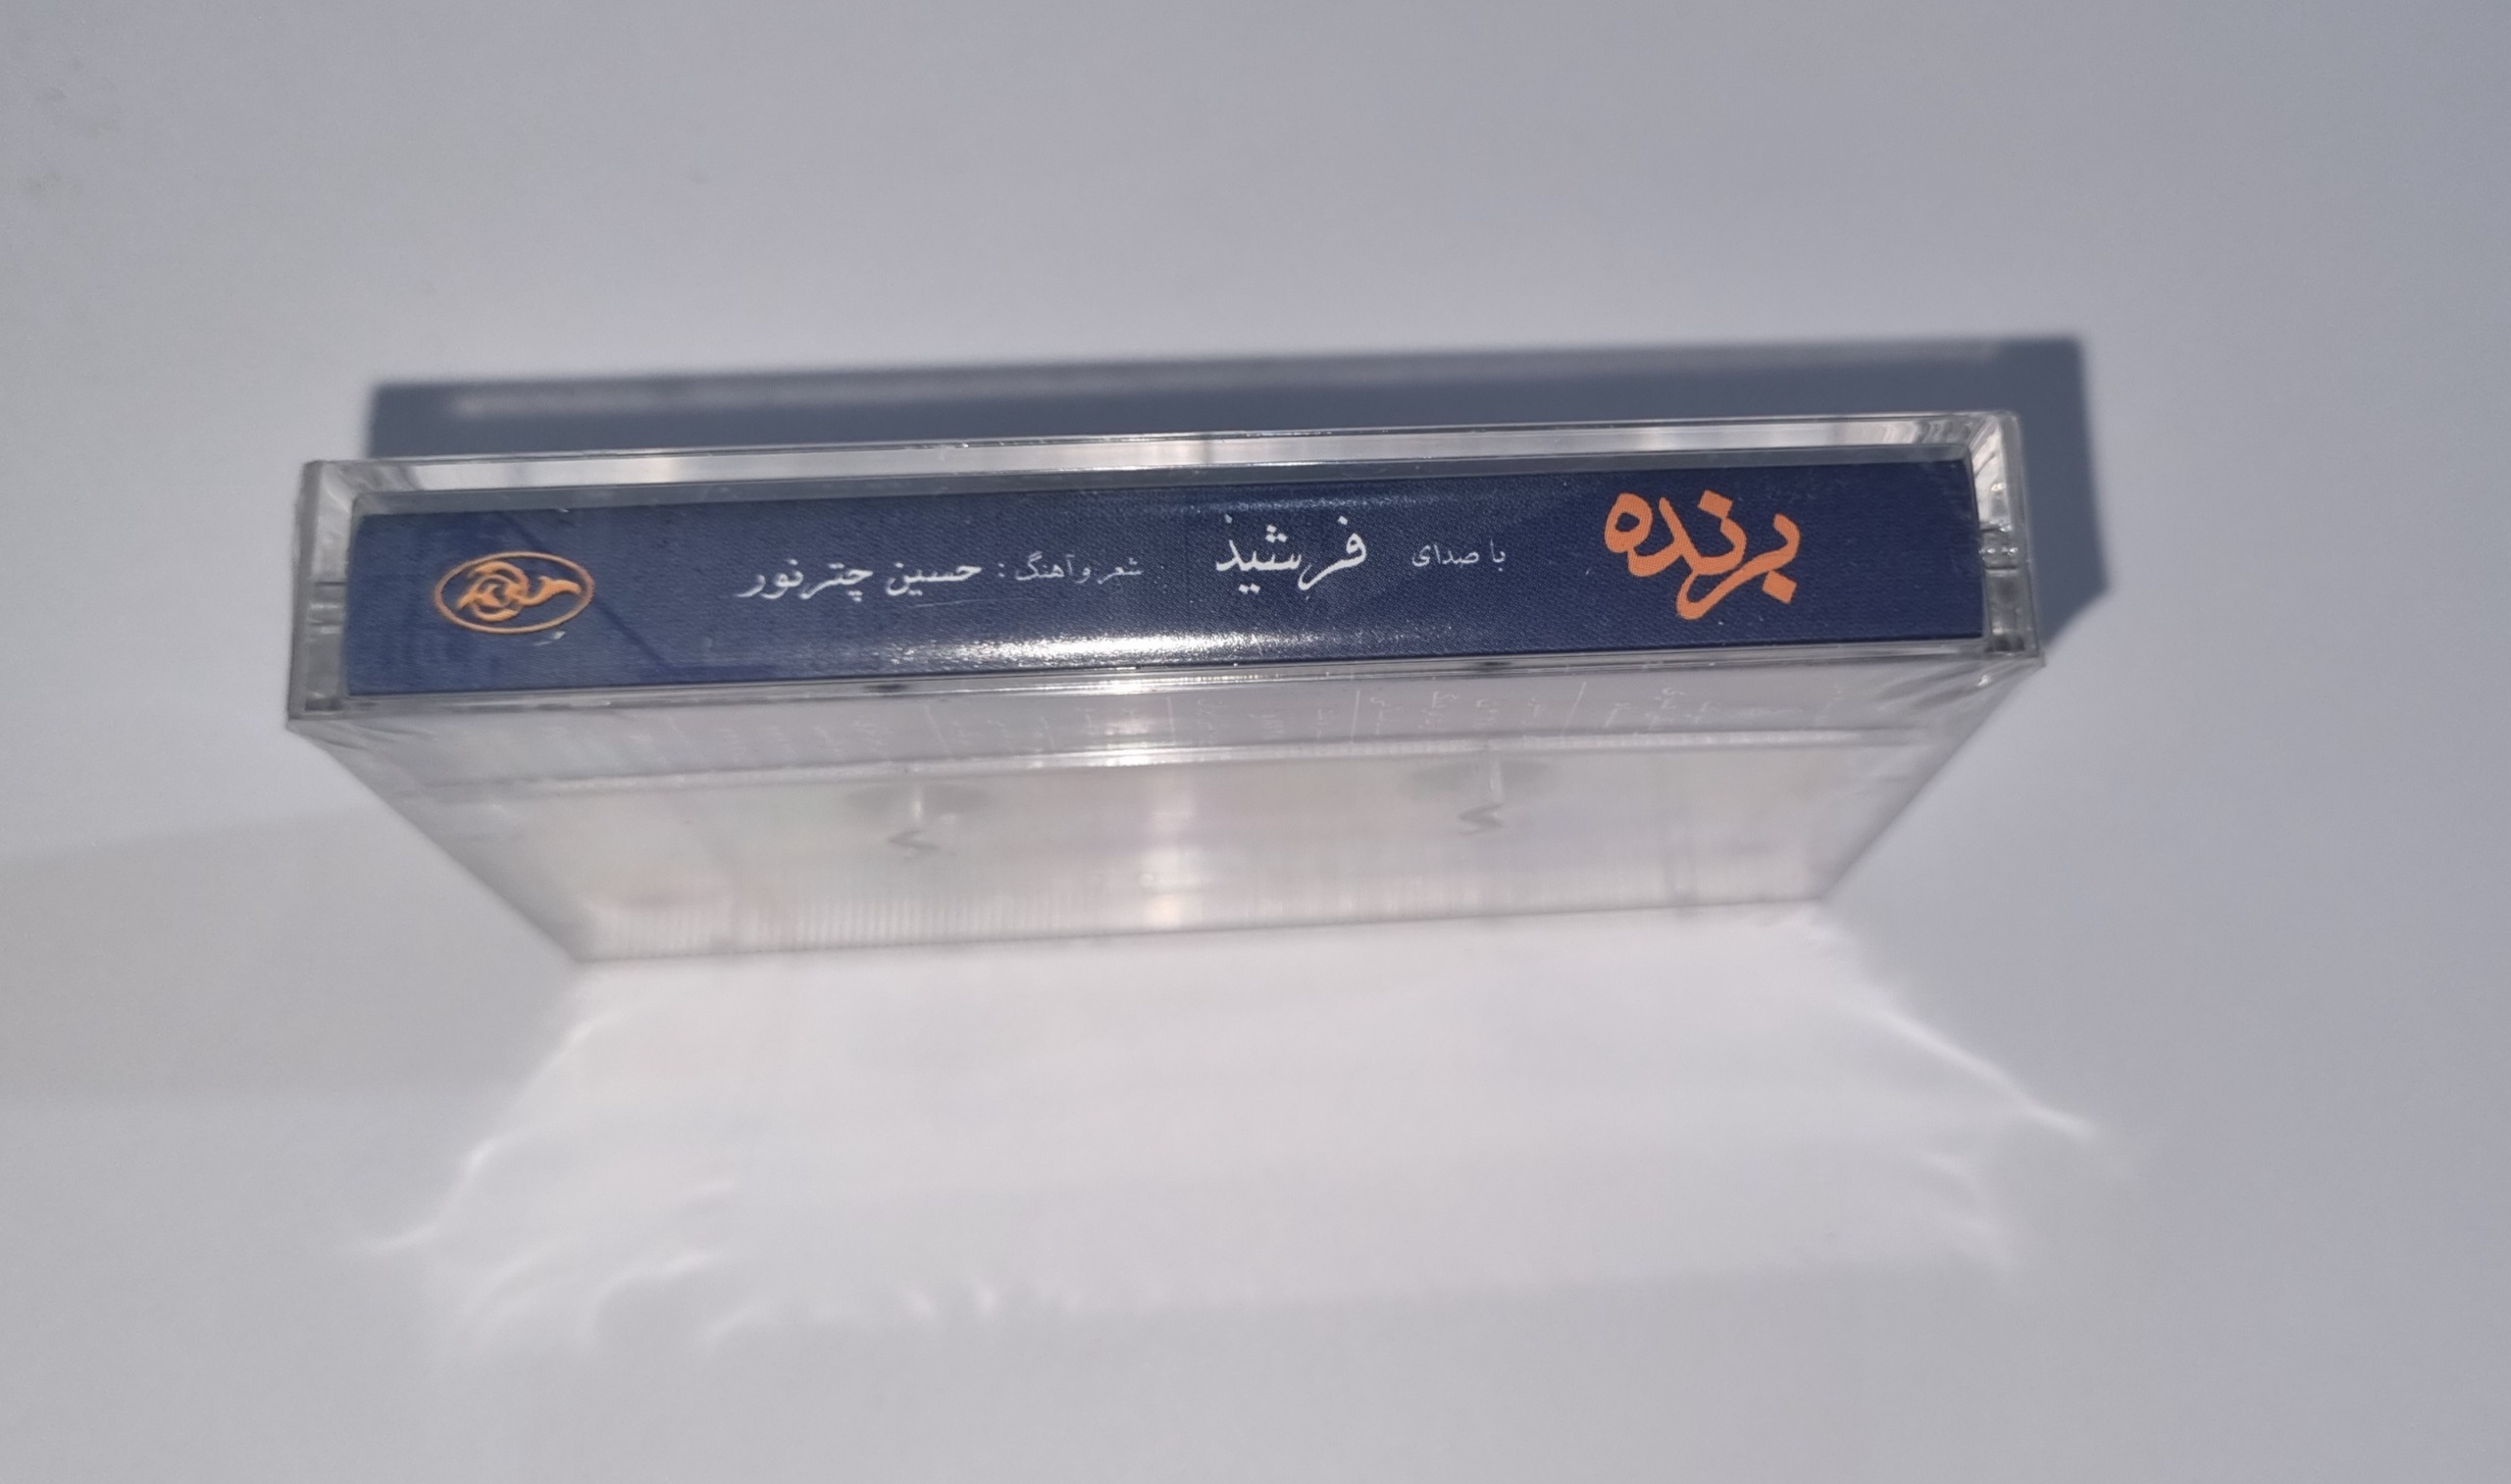 برنده با صدای فرشید شعر و آهنگ : حسین چترنور